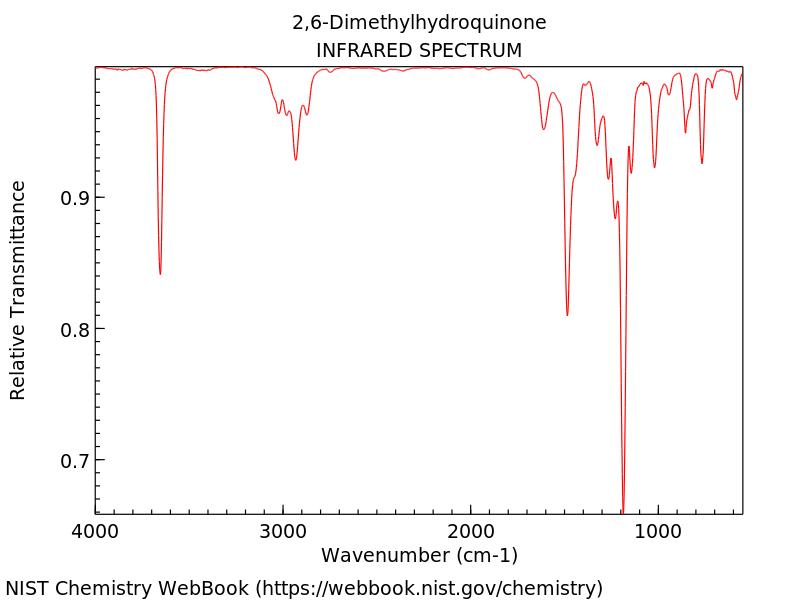 2,6-Dimethylhydroquinone
INFRARED SPECTRUM
0.9
0.8
0.7
Relative Transmittance
4000 3000 2000 1000
Wavenumber (cm-1)
NIST Chemistry WebBook (https://webbook.nist.gov/chemistry)